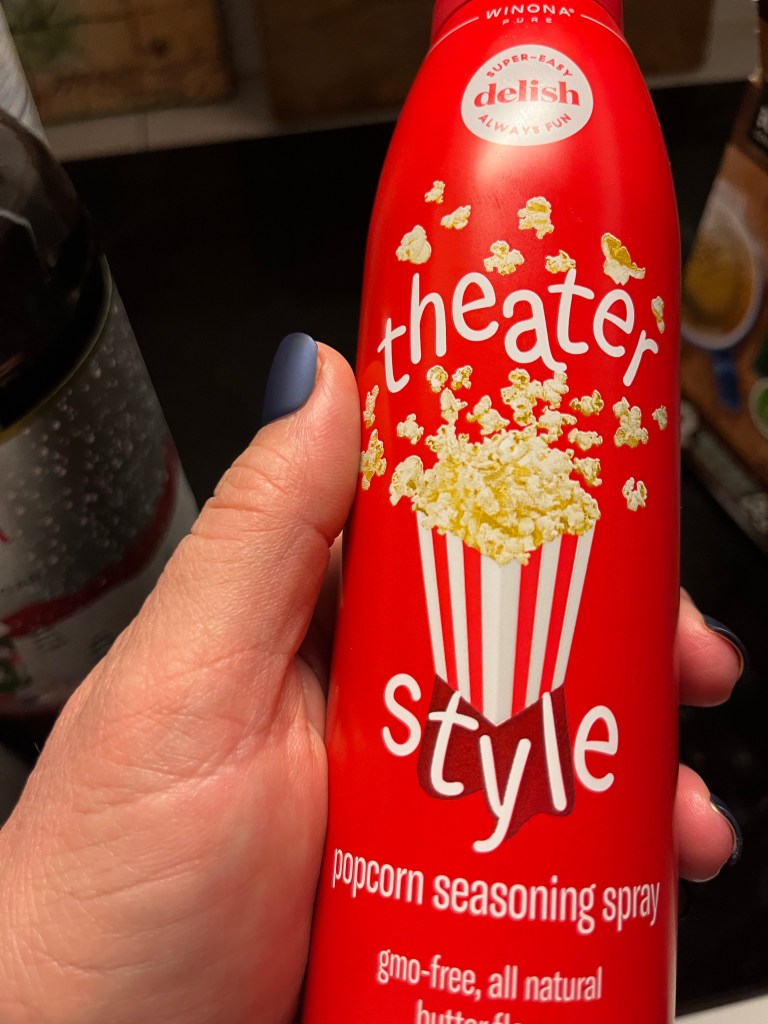 WINONA®
PURE
SUPER-EASY
delish
ALWAYS FUN
theater
style
popcorn seasoning spray
gmo-free, all natural